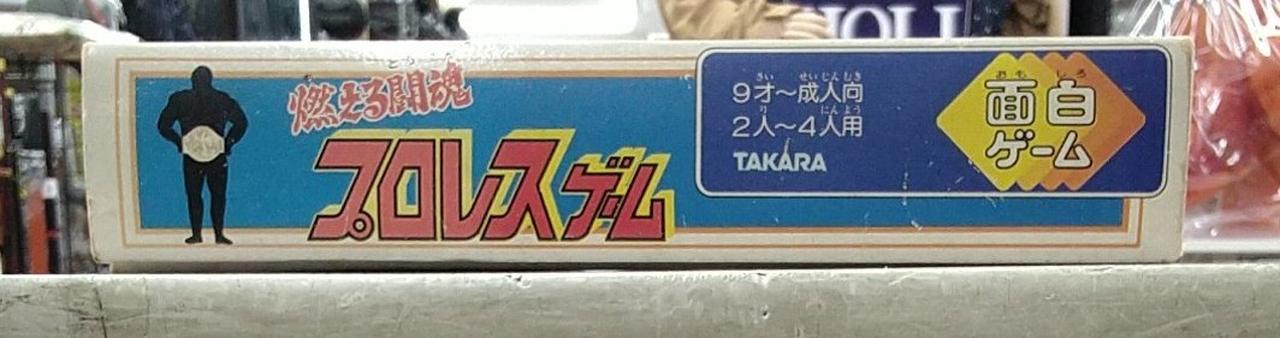 燃える闘魂
プロレスゲーム
9才～成人向
2人～4人用
TAKARA
面白
ゲーム